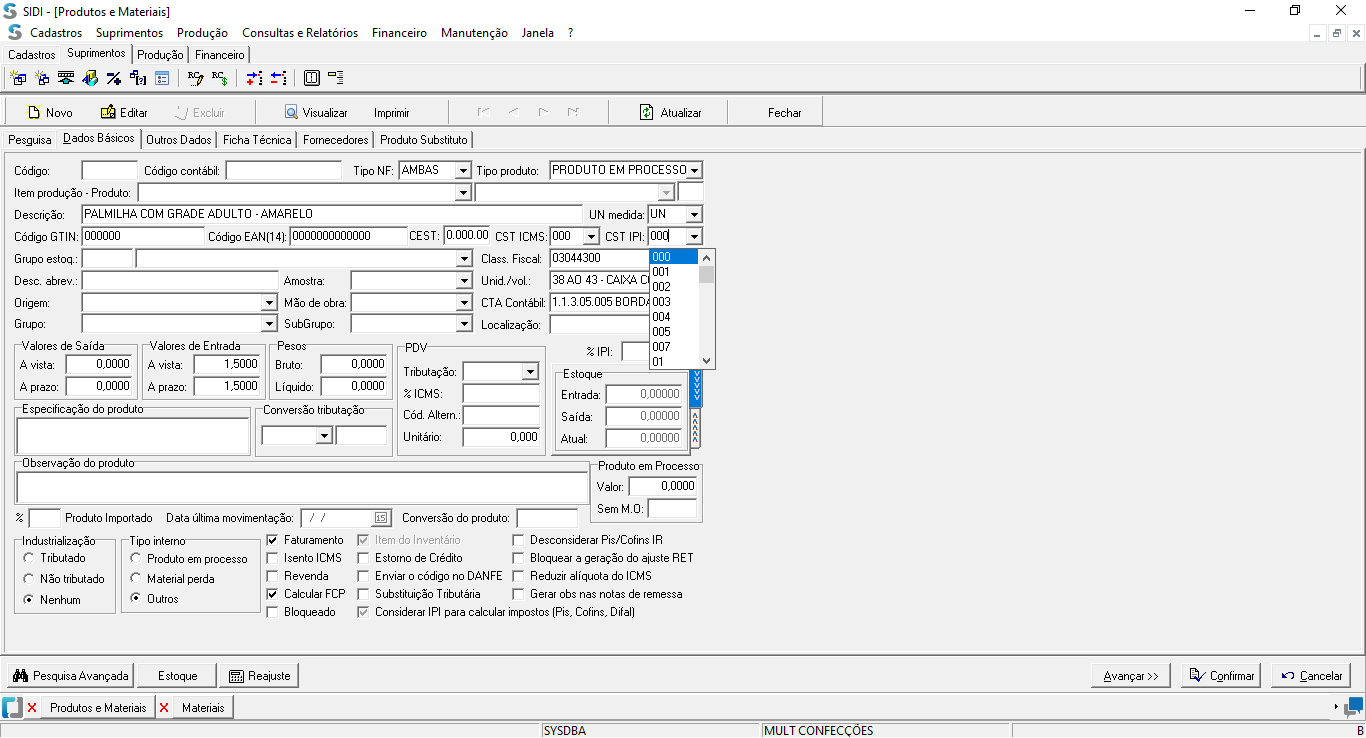 SIDI - [Produtos e Materiais]
Cadastros Suprimentos Produção Consultas e Relatórios Financeiro Manutenção Janela ?
Cadastros Suprimentos Produção Financeiro
Novo Editar Excluir Visualizar Imprimir Atualizar Fechar
Pesquisa Dados Básicos Outros Dados Ficha Técnica Fornecedores Produto Substituto
Código: Código contábil: Tipo NF: AMBAS Tipo produto: PRODUTO EM PROCESSO
Item produção - Produto:
Descrição: PALMILHA COM GRADE ADULTO - AMARELO UN medida: UN
Código GTIN: 000000 Código EAN(14): 0000000000000 CEST: 0.000.00 CST ICMS: 000 CST IPI: 000
Grupo estoq.: Class. Fiscal: 03044300 000
001
Desc. abrev.: Amostra: Unid./vol.: 38 AO 43 - CAIXA 002
Origem: Mão de obra: CTA Contábil: 1.1.3.05.005 BORDA 003
004
Grupo: SubGrupo: Localização: 005
007
01
Valores de Saída Valores de Entrada Pesos PDV % IPI:
A vista: 0,0000 A vista: 1,5000 Bruto: 0,0000 Tributação: Estoque
A prazo: 0,0000 A prazo: 1,5000 Líquido: 0,0000 % ICMS: Entrada: 0,00000
Especificação do produto Conversão tributação Cód. Altern.: Saída: 0,00000
Unitário: 0,000 Atual: 0,00000
Observação do produto Produto em Processo
Valor: 0,0000
Sem M.O:
% Produto Importado Data última movimentação: / / 15 Conversão do produto:
Industrialização Tipo interno Faturamento Item do Inventário Desconsiderar Pis/Cofins IR
Tributado Produto em processo Isento ICMS Estorno de Crédito Bloquear a geração do ajuste RET
Não tributado Material perda Revenda Enviar o código no DANFE Reduzir alíquota do ICMS
Nenhum Outros Calcular FCP Substituição Tributária Gerar obs nas notas de remessa
Bloqueado Considerar IPI para calcular impostos (Pis, Cofins, Difal)
Pesquisa Avançada Estoque Reajuste Avançar >> Confirmar Cancelar
Produtos e Materiais Materiais
SYSDBA MULT CONFECÇÕES B